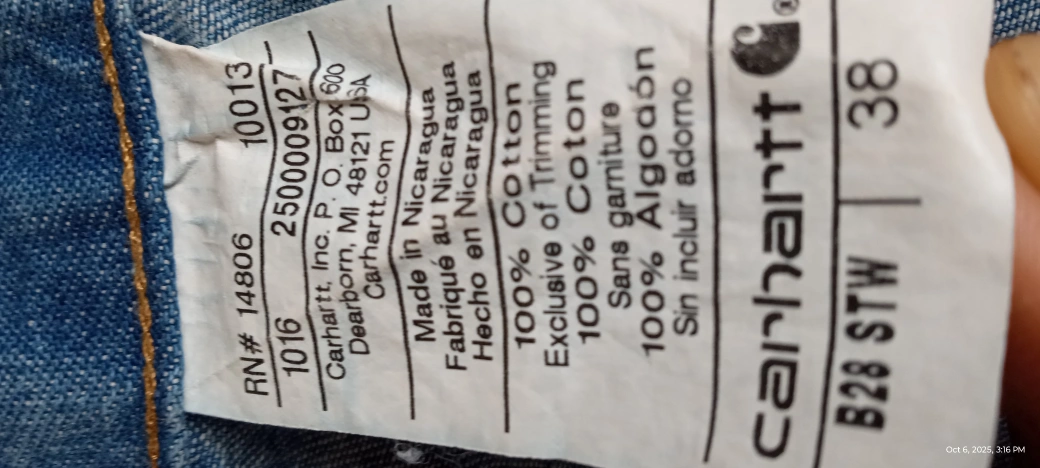 RN# 14806 10013
1016 2500009127
Carhartt, Inc. P. O. Box 600
Dearborn, MI 48121 USA
Carhartt.com
Made in Nicaragua
Fabriqué au Nicaragua
Hecho en Nicaragua
100% Cotton
Exclusive of Trimming
100% Coton
Sans garniture
100% Algodón
Sin incluir adorno
carhartt ®
B28 STW 38
Oct 6, 2025, 3:16 PM